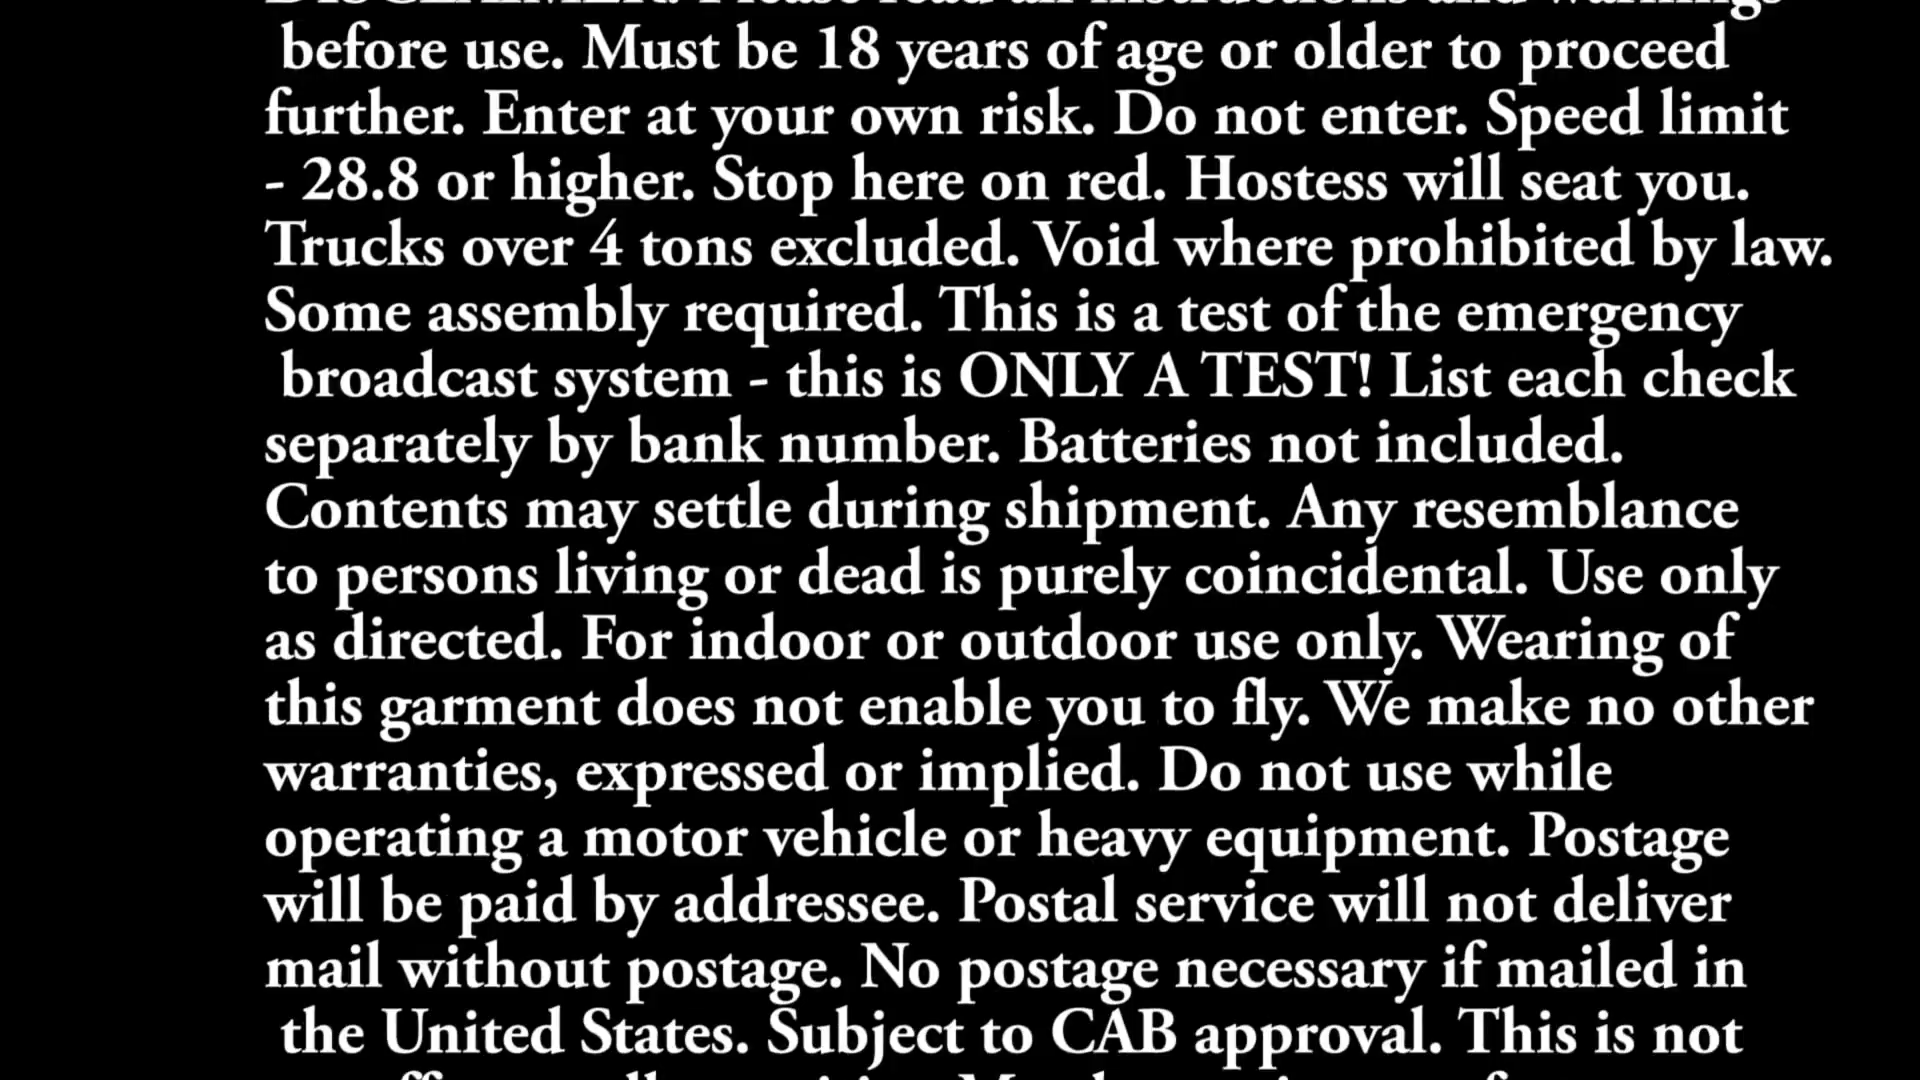 DISCLAIMER: Please read all instructions and warnings
before use. Must be 18 years of age or older to proceed
further. Enter at your own risk. Do not enter. Speed limit
- 28.8 or higher. Stop here on red. Hostess will seat you.
Trucks over 4 tons excluded. Void where prohibited by law.
Some assembly required. This is a test of the emergency
broadcast system - this is ONLY A TEST! List each check
separately by bank number. Batteries not included.
Contents may settle during shipment. Any resemblance
to persons living or dead is purely coincidental. Use only
as directed. For indoor or outdoor use only. Wearing of
this garment does not enable you to fly. We make no other
warranties, expressed or implied. Do not use while
operating a motor vehicle or heavy equipment. Postage
will be paid by addressee. Postal service will not deliver
mail without postage. No postage necessary if mailed in
the United States. Subject to CAB approval. This is not